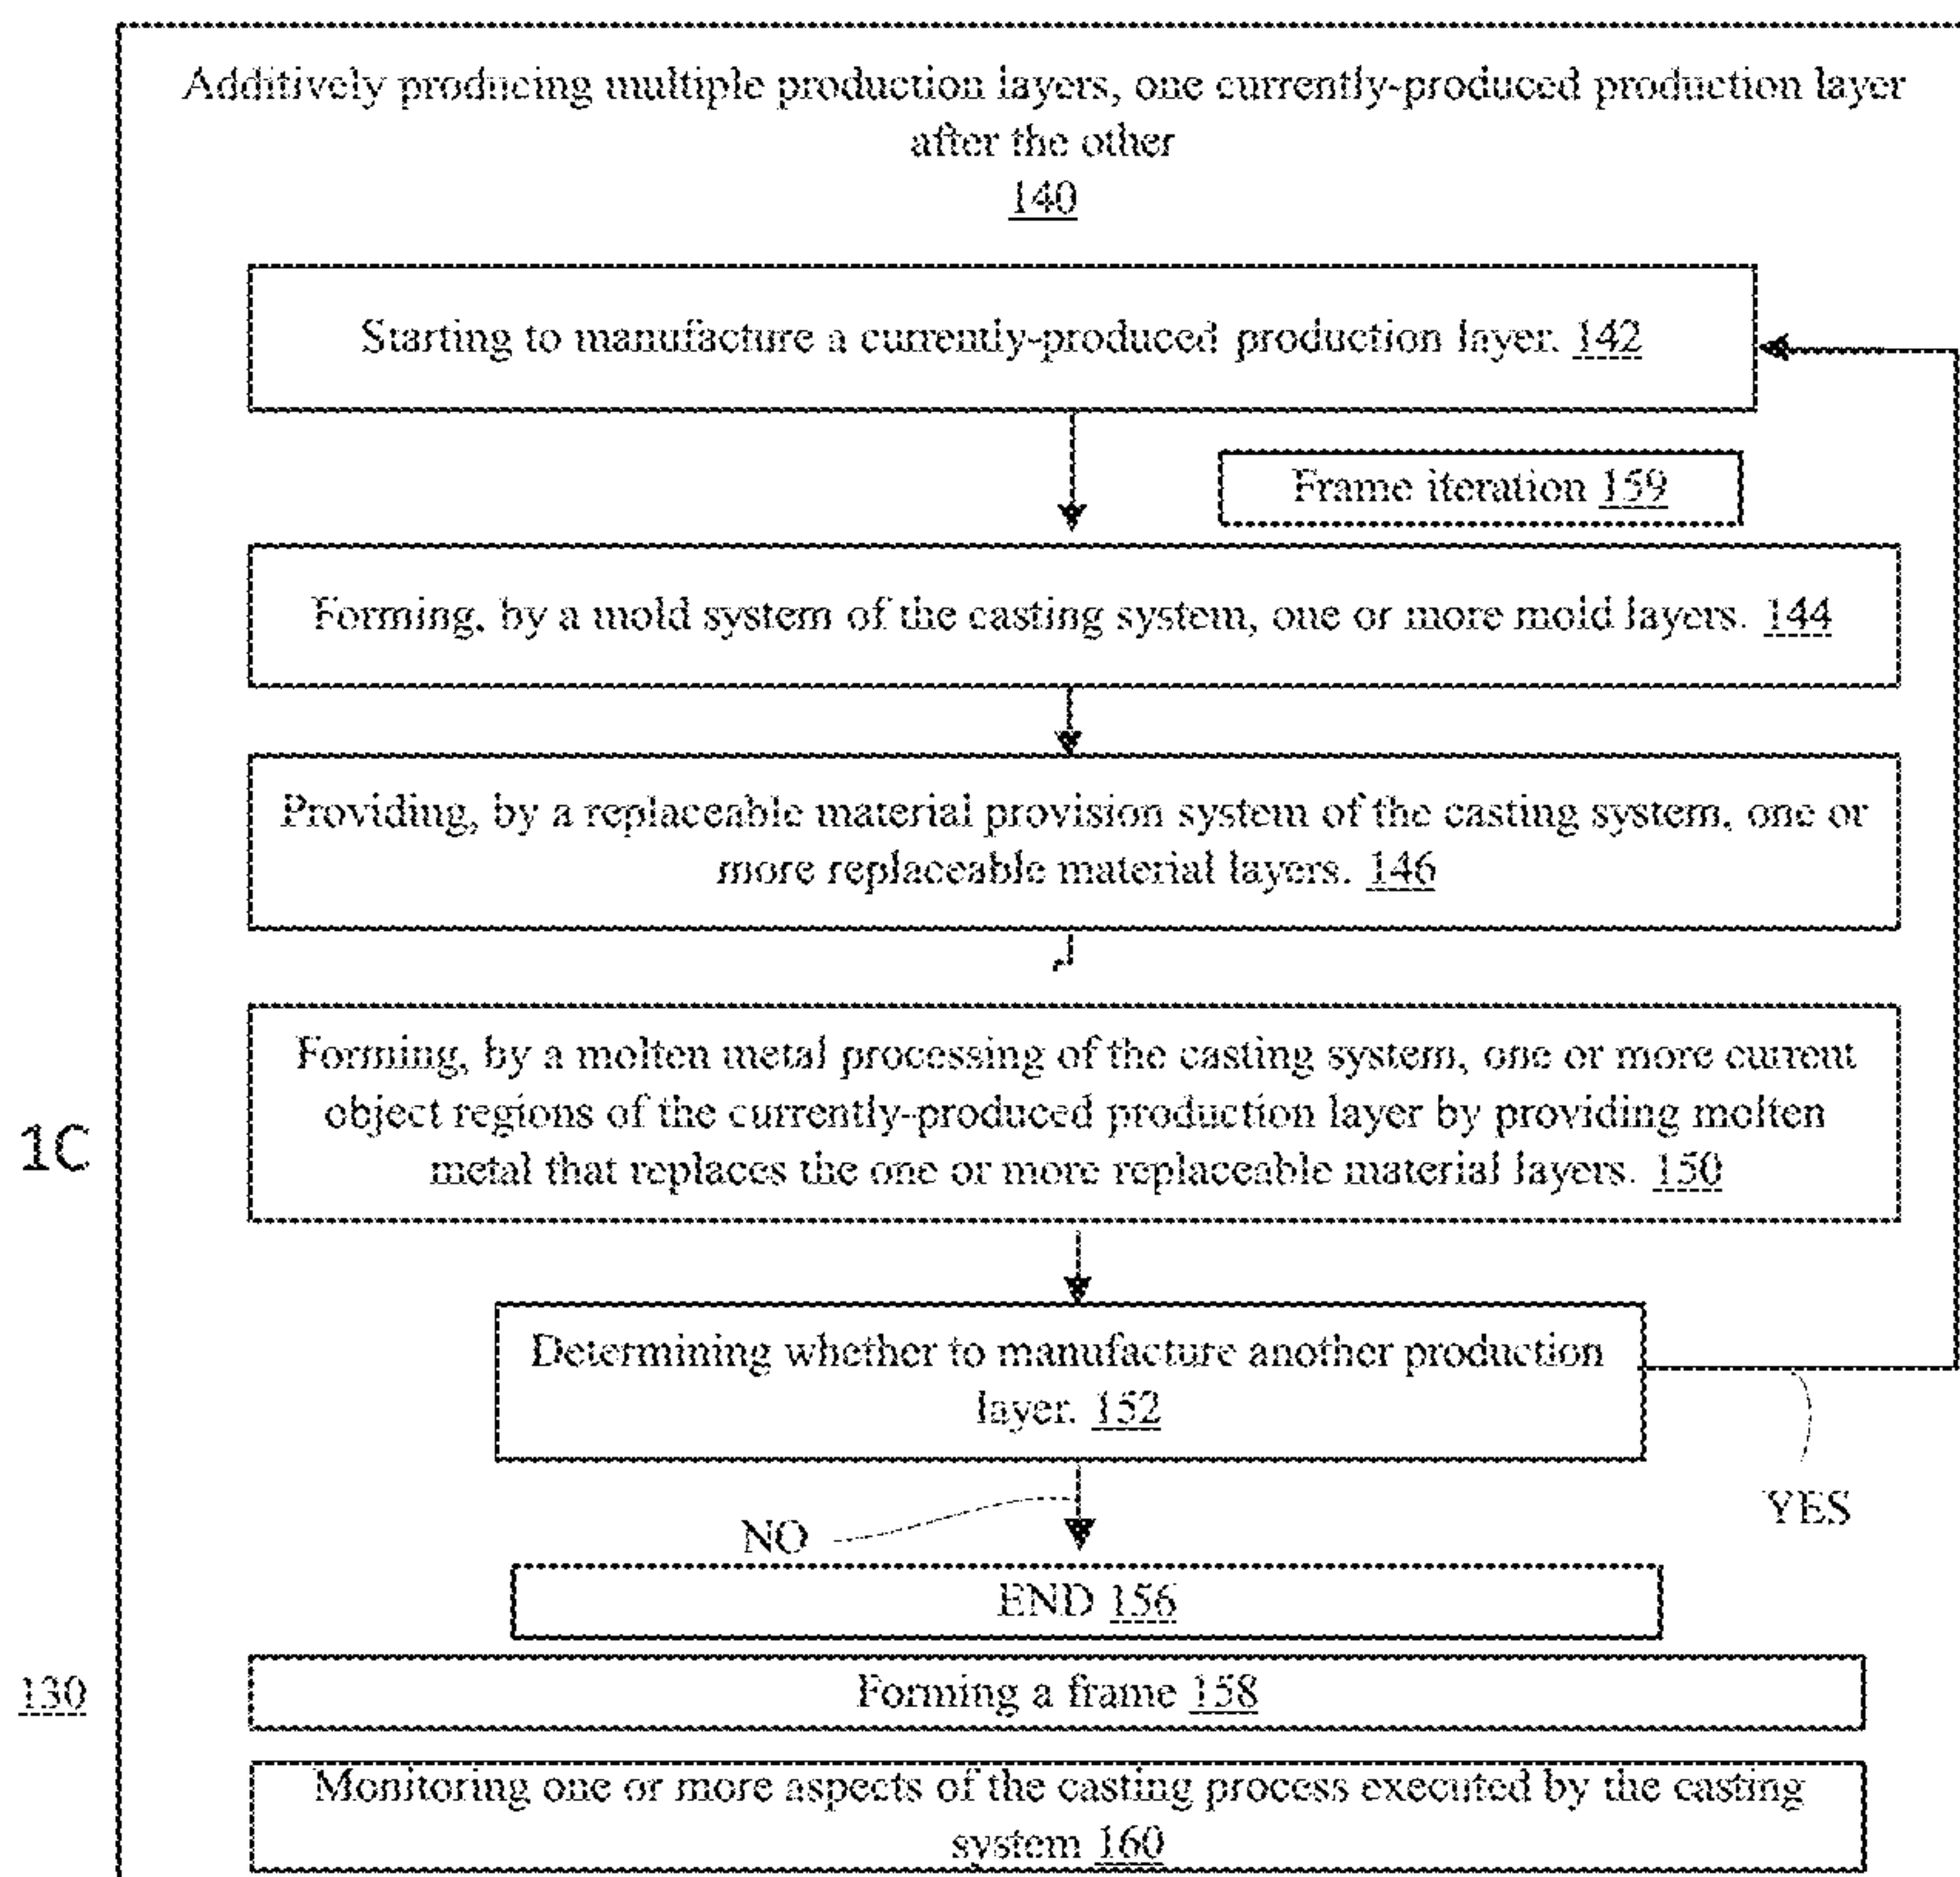 Additively producing multiple production layers, one currently-produced production layer
after the other
140
Starting to manufacture a currently-produced production layer. 142
Frame iteration 159
Forming, by a mold system of the casting system, one or more mold layers. 144
Providing, by a replaceable material provision system of the casting system, one or
more replaceable material layers. 146
Forming, by a molten metal processing of the casting system, one or more current
object regions of the currently-produced production layer by providing molten
metal that replaces the one or more replaceable material layers. 150
1C
Determining whether to manufacture another production
layer. 152
YES
NO
END 156
Forming a frame 158
130
Monitoring one or more aspects of the casting process executed by the casting
system 160